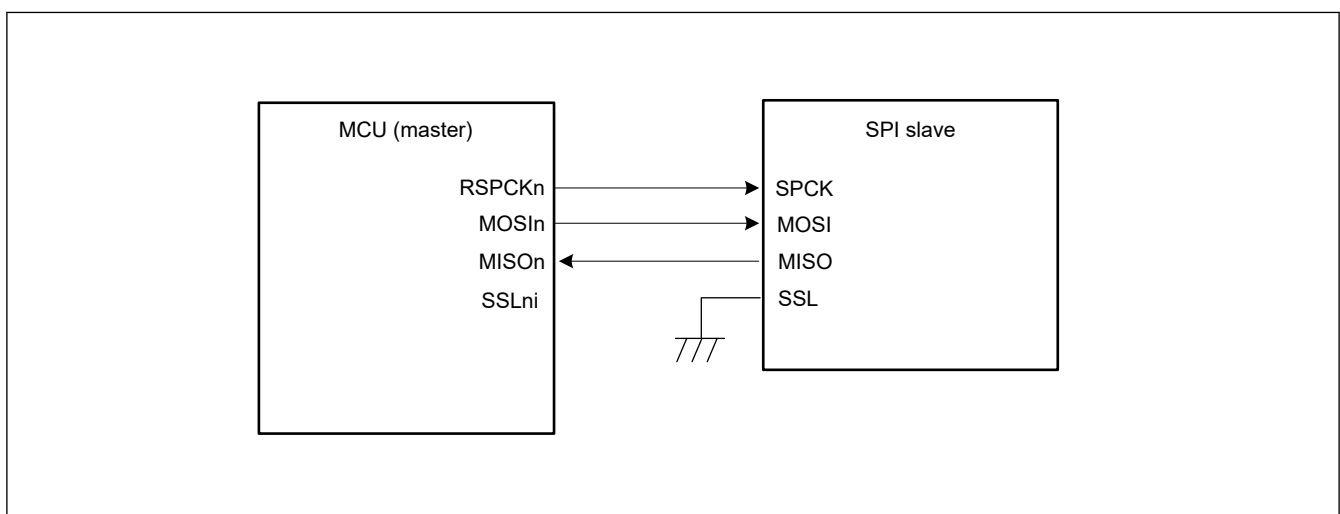 MCU (master)
RSPCKn
MOSIn
MISOn
SSLni
SPI slave
SPCK
MOSI
MISO
SSL